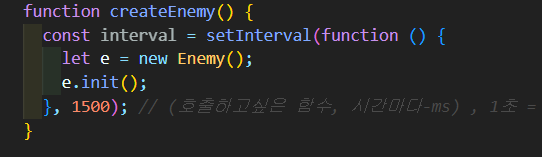 function createEnemy() {
const interval = setInterval(function () {
let e = new Enemy();
e.init();
}, 1500); // (호출하고싶은 함수, 시간마다-ms) , 1초 =
}